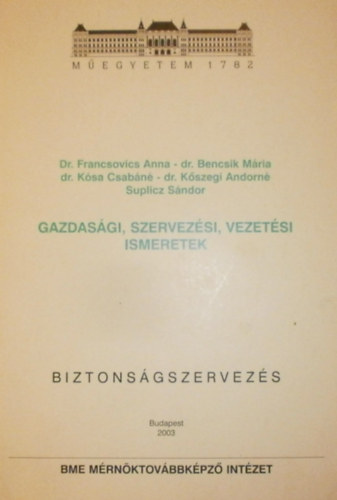 MŰEGYETEM 1782
Dr. Francsovics Anna - dr. Bencsik Mária
dr. Kósa Csabáné - dr. Kőszegi Andornè
Suplicz Sándor
GAZDASÁGI, SZERVEZÉSI, VEZETÉSI
ISMERETEK
BIZTONSÁGSZERVEZÉS
Budapest
2003
BME MÉRNÖKTOVÁBBKÉPZŐ INTÉZET